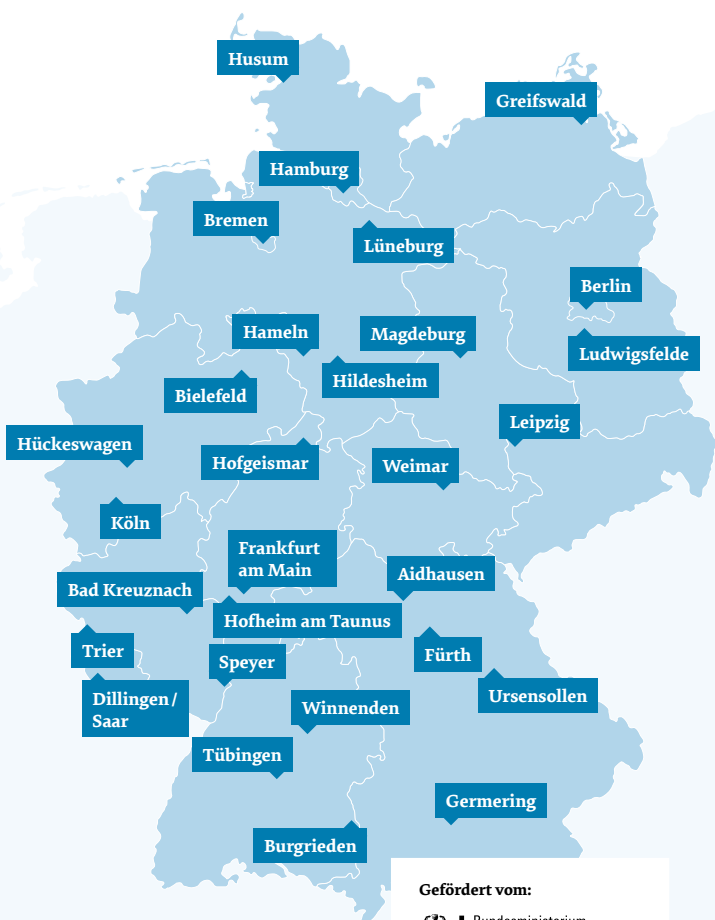 Husum
Greifswald
Hamburg
Bremen
Lüneburg
Berlin
Hameln
Magdeburg
Ludwigsfelde
Hildesheim
Bielefeld
Leipzig
Hückeswagen
Hofgeismar
Weimar
Köln
Frankfurt
am Main
Aidhausen
Bad Kreuznach
Hofheim am Taunus
Trier
Speyer
Fürth
Dillingen/
Saar
Ursensollen
Winnenden
Tübingen
Germering
Burgrieden
Gefördert vom:
Bundesministerium